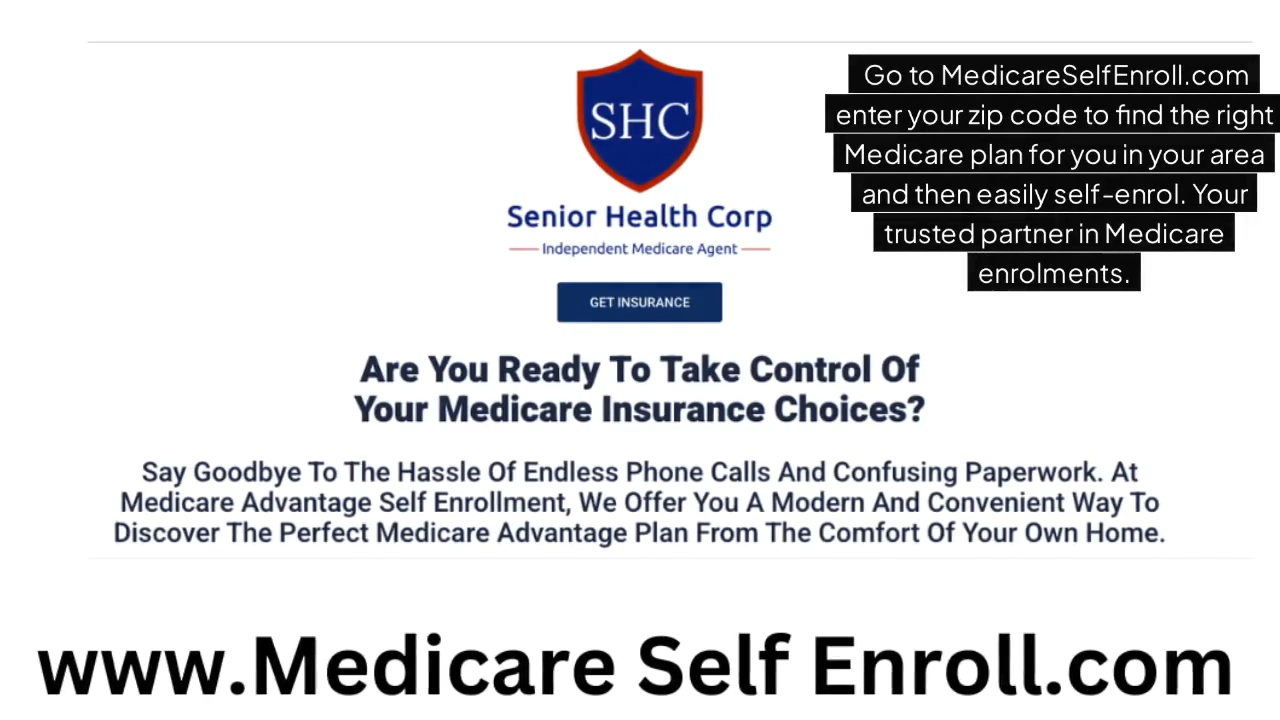 SHC
Senior Health Corp
Independent Medicare Agent
GET INSURANCE
Go to MedicareSelfEnroll.com
enter your zip code to find the right
Medicare plan for you in your area
and then easily self-enrol. Your
trusted partner in Medicare
enrolments.
Are You Ready To Take Control Of
Your Medicare Insurance Choices?
Say Goodbye To The Hassle Of Endless Phone Calls And Confusing Paperwork. At
Medicare Advantage Self Enrollment, We Offer You A Modern And Convenient Way To
Discover The Perfect Medicare Advantage Plan From The Comfort Of Your Own Home.
www.Medicare Self Enroll.com